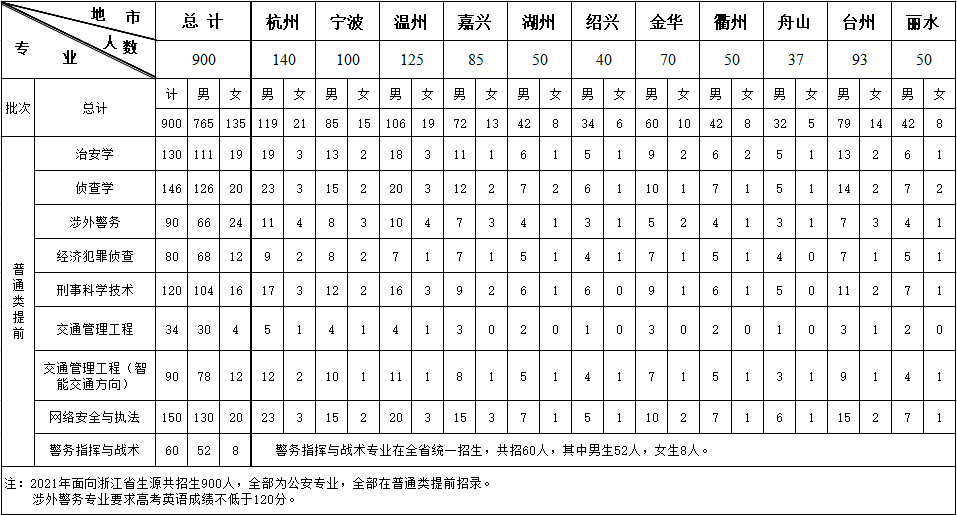 地 市
人 数
专 业
总 计 杭州 宁波 温州 嘉兴 湖州 绍兴 金华 衢州 舟山 台州 丽水
900 140 100 125 85 50 40 70 50 37 93 50
批次 总计 计 男 女 男 女 男 女 男 女 男 女 男 女 男 女 男 女 男 女 男 女 男 女 男 女
900 765 135 119 21 85 15 106 19 72 13 42 8 34 6 60 10 42 8 32 5 79 14 42 8
普通类提前
治安学 130 111 19 19 3 13 2 18 3 11 1 6 1 5 1 9 2 6 2 5 1 13 2 6 1
侦查学 146 126 20 23 3 15 2 20 3 12 2 7 2 6 1 10 1 7 1 5 1 14 2 7 2
涉外警务 90 66 24 11 4 8 3 10 4 7 3 4 1 3 1 5 2 4 1 3 1 7 3 4 1
经济犯罪侦查 80 68 12 9 2 8 2 7 1 7 1 5 1 4 1 7 1 5 1 4 0 7 1 5 1
刑事科学技术 120 104 16 17 3 12 2 16 3 9 2 6 1 6 0 9 1 6 1 5 0 11 2 7 1
交通管理工程 34 30 4 5 1 4 1 4 1 3 0 2 0 1 0 3 0 2 0 1 0 3 1 2 0
交通管理工程（智
能交通方向） 90 78 12 12 2 10 1 11 1 8 1 5 1 4 1 7 1 5 1 3 1 9 1 4 1
网络安全与执法 150 130 20 23 3 15 2 20 3 15 3 7 1 5 1 10 2 7 1 6 1 15 2 7 1
警务指挥与战术 60 52 8 警务指挥与战术专业在全省统一招生，共招60人，其中男生52人，女生8人。
注：2021年面向浙江省生源共招生900人，全部为公安专业，全部在普通类提前招录。
涉外警务专业要求高考英语成绩不低于120分。